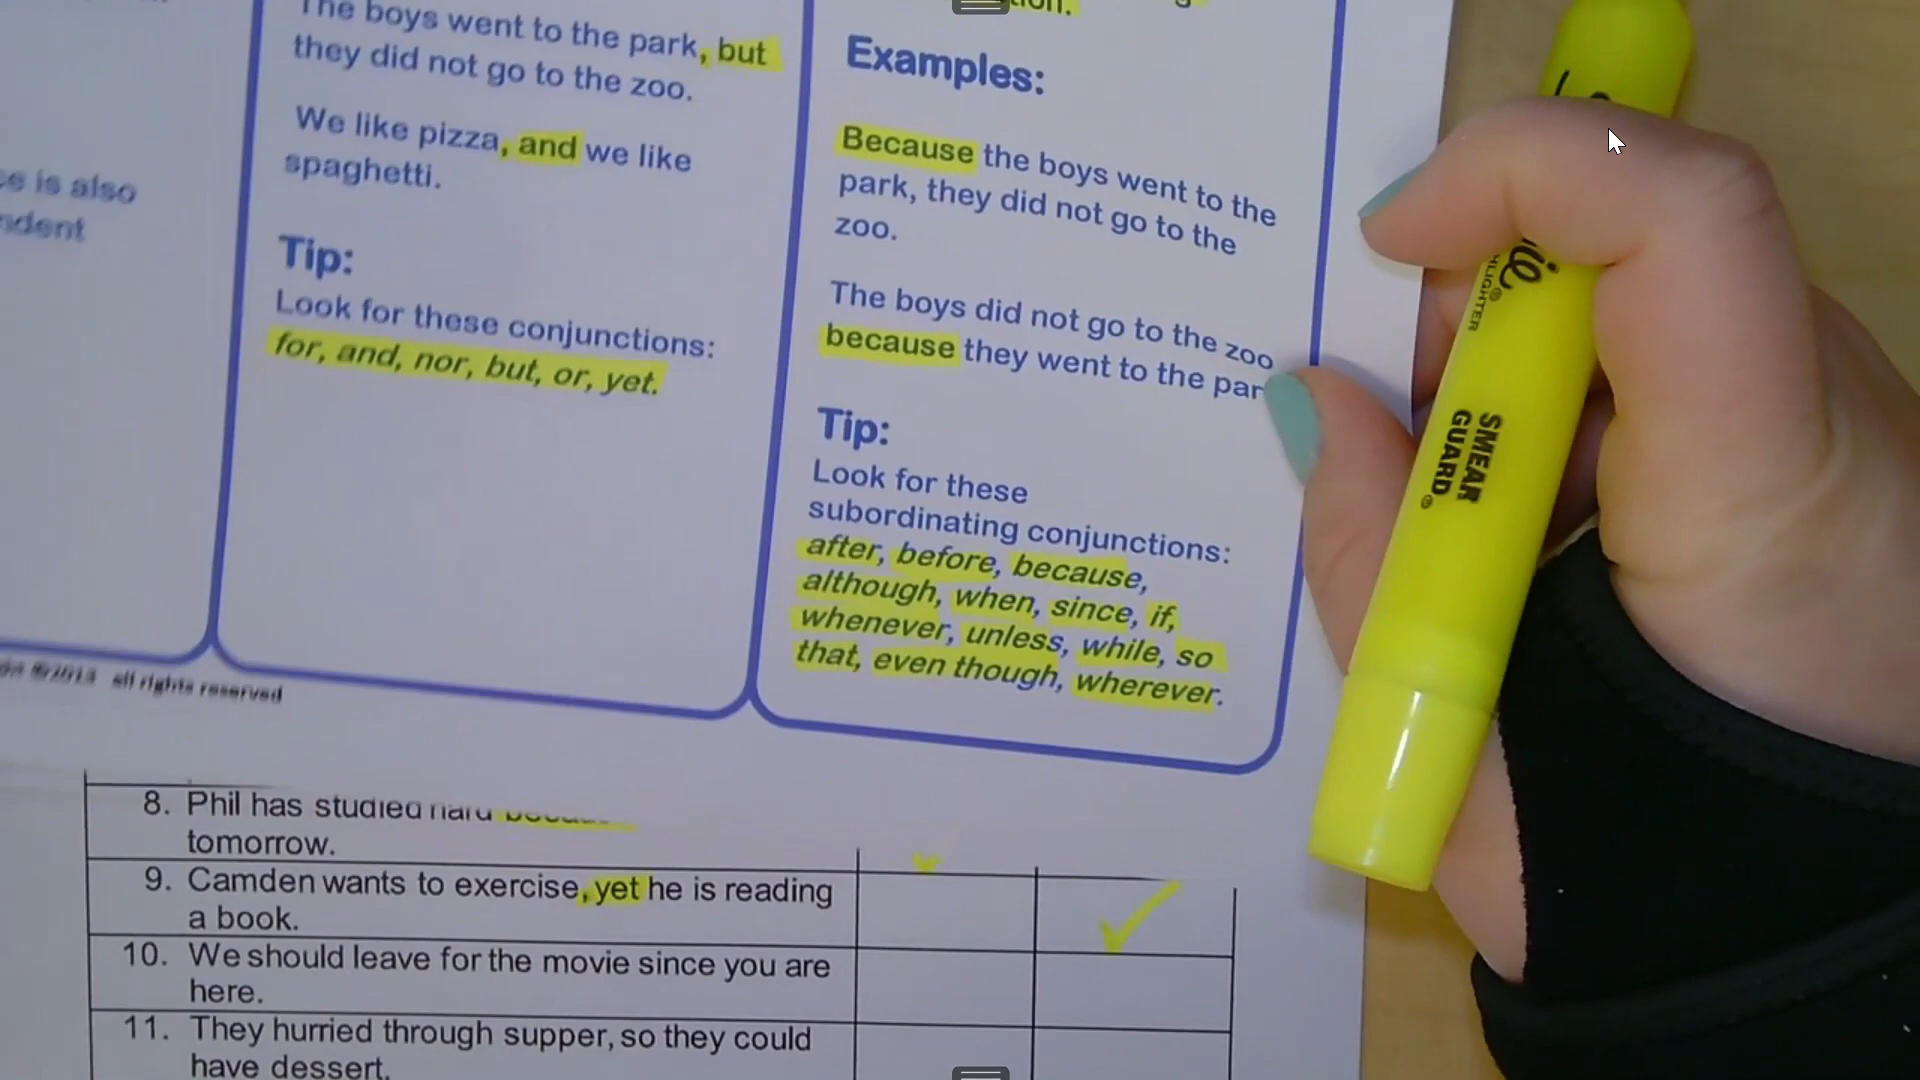 The boys went to the park, but
they did not go to the zoo.
We like pizza, and we like
spaghetti.
Tip:
Look for these conjunctions:
for, and, nor, but, or, yet.
is also
Examples:
Because the boys went to the
park, they did not go to the
zoo.
The boys did not go to the zoo
because they went to the par
Tip:
Look for these
subordinating conjunctions:
after, before, because,
although, when, since, if,
whenever, unless, while, so
that, even though, wherever.
©2013 all rights reserved
8. Phil has studied hard
tomorrow.
9. Camden wants to exercise, yet he is reading
a book.
10. We should leave for the movie since you are
here.
11. They hurried through supper, so they could
have dessert.
SMEAR
GUARD®